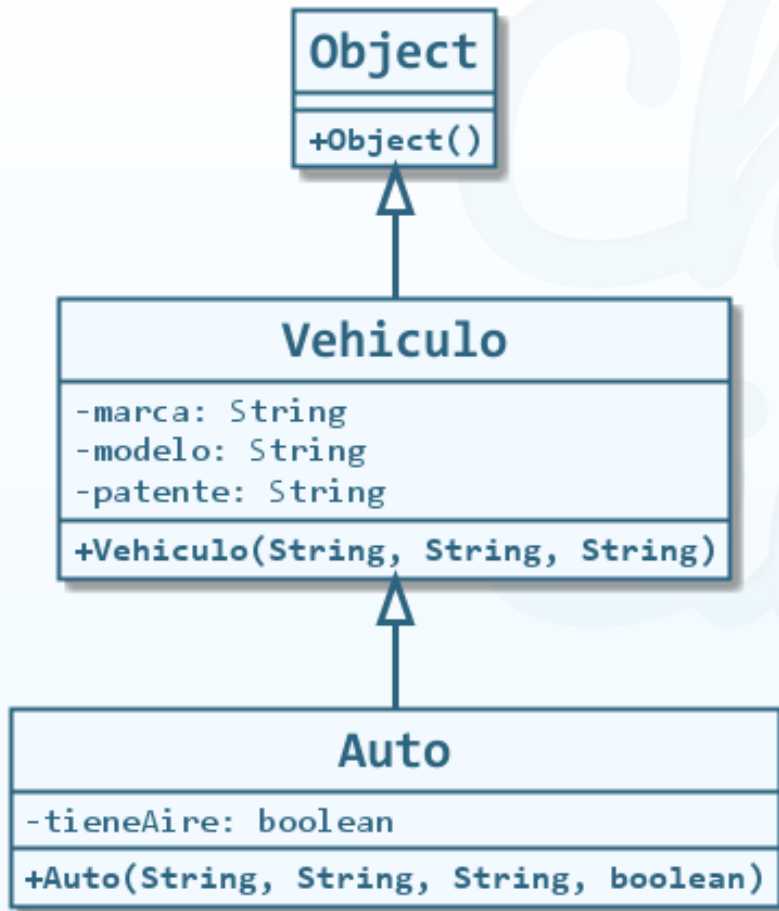 Object
+Object()
Vehiculo
-marca: String
-modelo: String
-patente: String
+Vehiculo(String, String, String)
Auto
-tieneAire: boolean
+Auto(String, String, String, boolean)